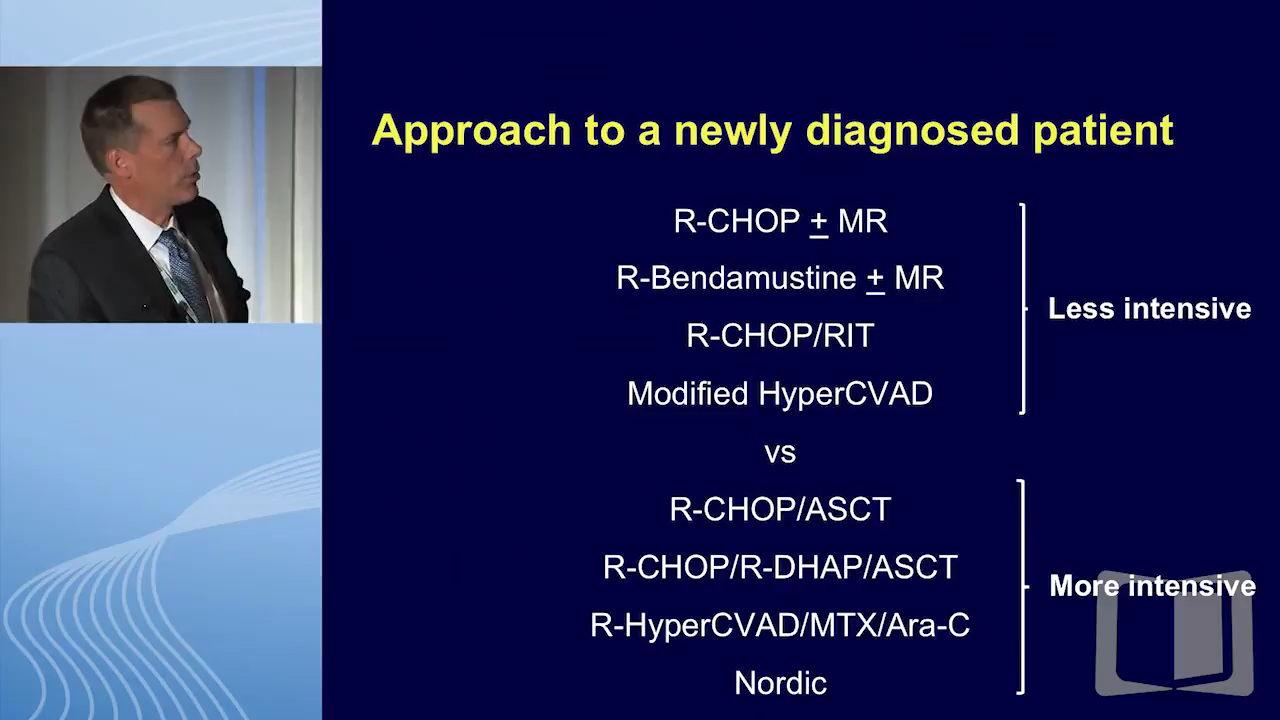 Approach to a newly diagnosed patient
R-CHOP ± MR
R-Bendamustine ± MR
R-CHOP/RIT
Modified HyperCVAD
Less intensive
vs
R-CHOP/ASCT
R-CHOP/R-DHAP/ASCT
R-HyperCVAD/MTX/Ara-C
Nordic
More intensive